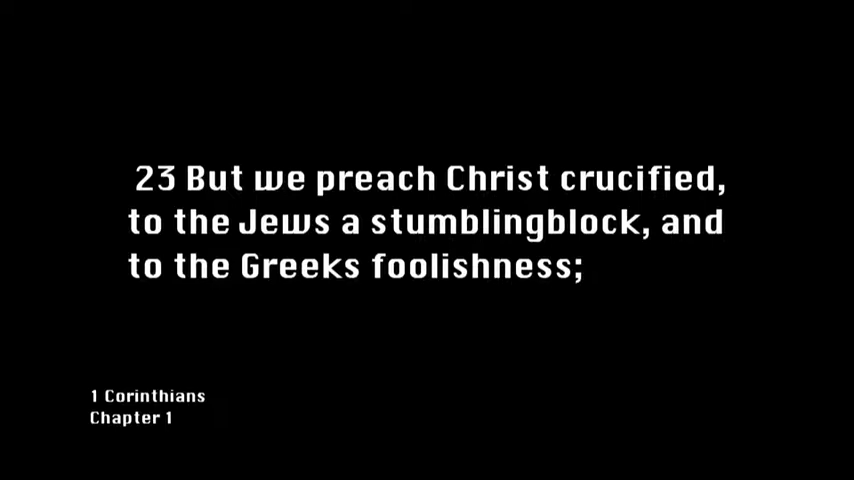 23 But we preach Christ crucified,
to the Jews a stumblingblock, and
to the Greeks foolishness;
1 Corinthians
Chapter 1